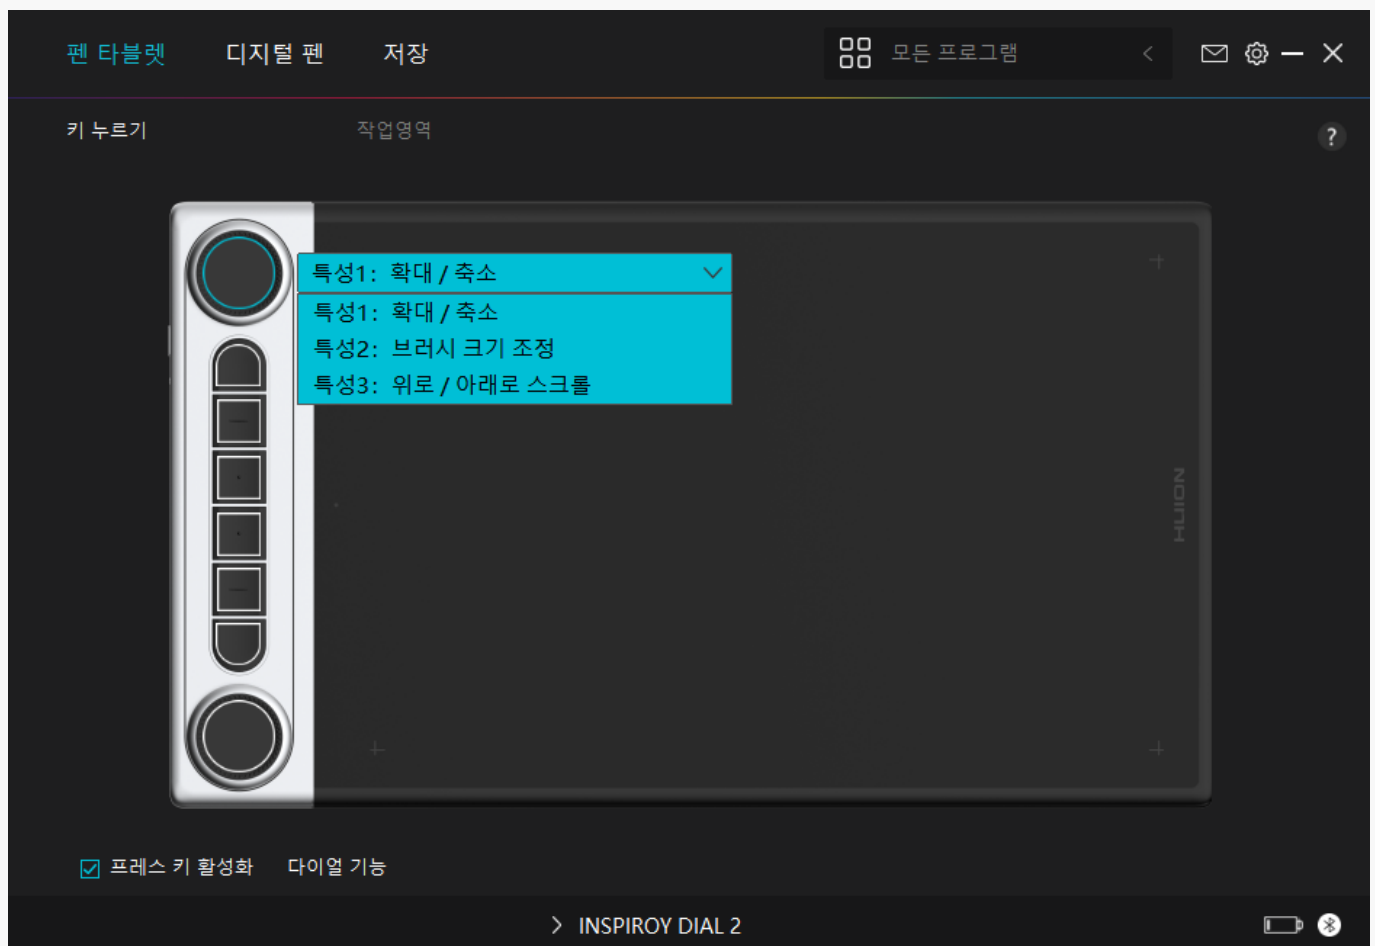 펜 타블렛 디지털 펜 저장 모든 프로그램
키 누르기 작업영역 ?
특성1: 확대 / 축소
특성1: 확대 / 축소
특성2: 브러시 크기 조정
특성3: 위로 / 아래로 스크롤
HUION
프레스 키 활성화 다이얼 기능
INSPIROY DIAL 2